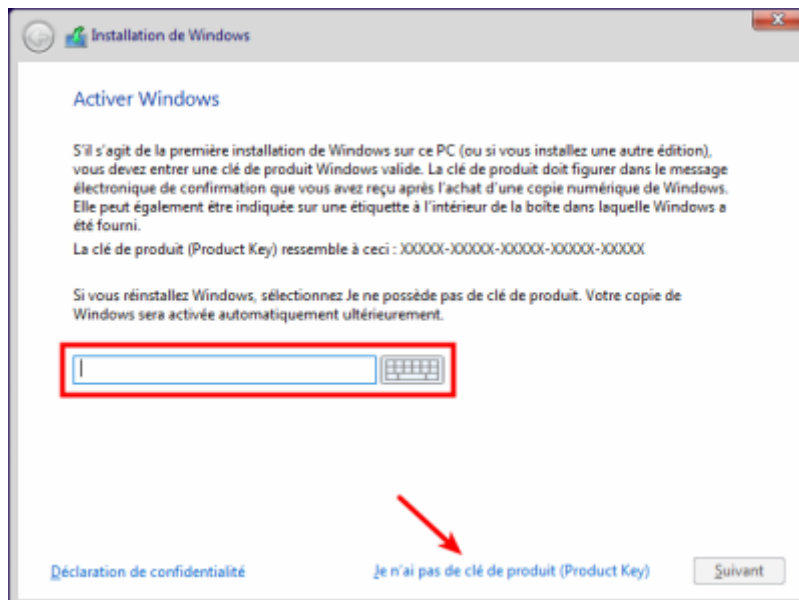 Installation de Windows
Activer Windows
S'il s'agit de la première installation de Windows sur ce PC (ou si vous installez une autre édition),
vous devez entrer une clé de produit Windows valide. La clé de produit doit figurer dans le message
électronique de confirmation que vous avez reçu après l'achat d'une copie numérique de Windows.
Elle peut également être indiquée sur une étiquette à l'intérieur de la boîte dans laquelle Windows a
été fourni.
La clé de produit (Product Key) ressemble à ceci : XXXXX-XXXXX-XXXXX-XXXXX-XXXXX
Si vous réinstallez Windows, sélectionnez Je ne possède pas de clé de produit. Votre copie de
Windows sera activée automatiquement ultérieurement.
Déclaration de confidentialité
Je n'ai pas de clé de produit (Product Key)
Suivant